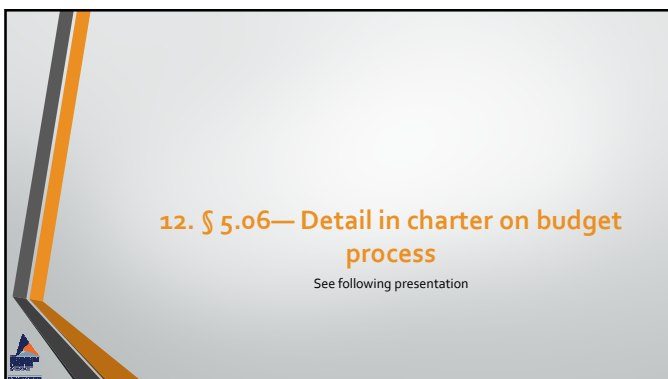 12. § 5.06— Detail in charter on budget
process
See following presentation